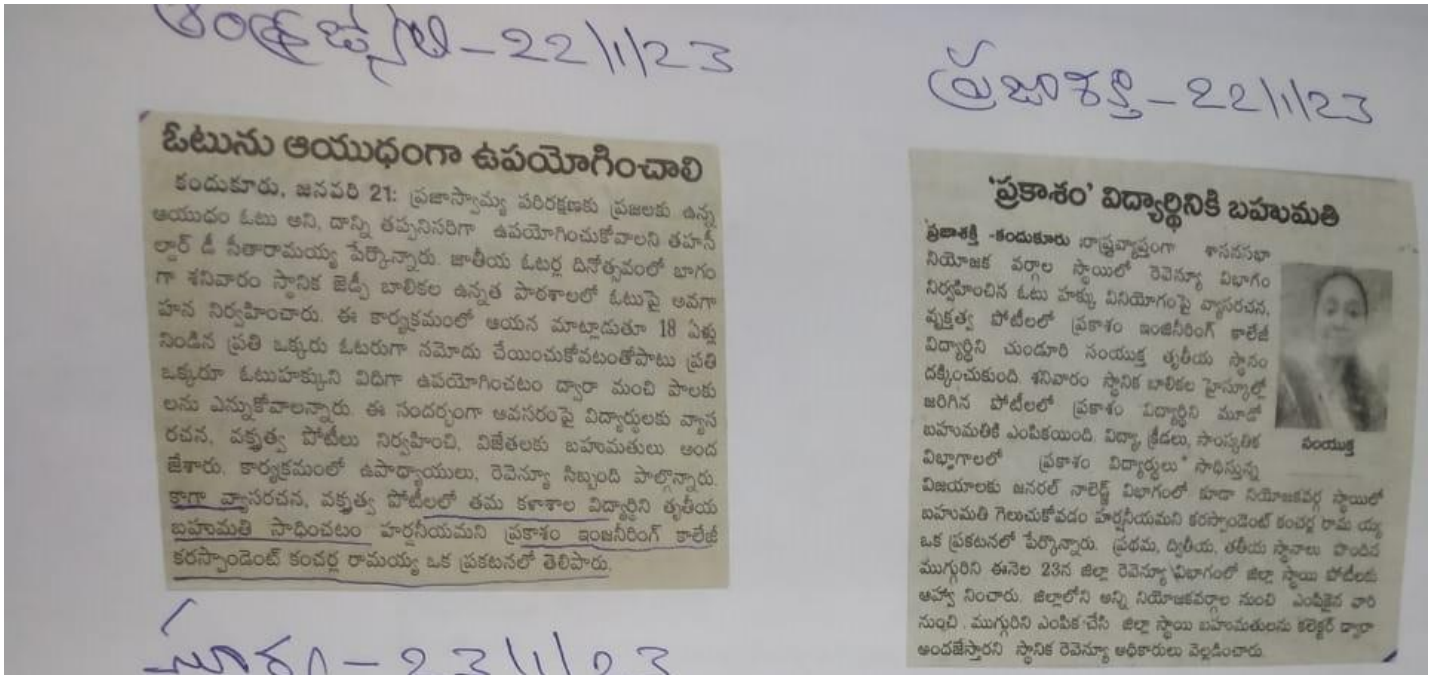 ఆంధ్రజ్యోతి - 22/1/23
ఓటును ఆయుధంగా ఉపయోగించాలి
కందుకూరు, జనవరి 21: ప్రజాస్వామ్య పరిరక్షణకు ప్రజలకు ఉన్న
ఆయుధం ఓటు అని, దాన్ని తప్పనిసరిగా ఉపయోగించుకోవాలని తహసీ
ల్దార్ డీ సీతారామయ్య పేర్కొన్నారు. జాతీయ ఓటర్ల దినోత్సవంలో భాగం
గా శనివారం స్థానిక జెడ్పీ బాలికల ఉన్నత పాఠశాలలో ఓటుపై అవగా
హన నిర్వహించారు. ఈ కార్యక్రమంలో ఆయన మాట్లాడుతూ 18 ఏళ్లు
నిండిన ప్రతి ఒక్కరు ఓటరుగా నమోదు చేయించుకోవటంతోపాటు ప్రతి
ఒక్కరూ ఓటుహక్కుని విధిగా ఉపయోగించటం ద్వారా మంచి పాలకు
లను ఎన్నుకోవాలన్నారు. ఈ సందర్భంగా అవసరంపై విద్యార్థులకు వ్యాస
రచన, వక్తృత్వ పోటీలు నిర్వహించి, విజేతలకు బహుమతులు అంద
జేశారు. కార్యక్రమంలో ఉపాధ్యాయులు, రెవెన్యూ సిబ్బంది పాల్గొన్నారు.
కాగా వ్యాసరచన, వక్తృత్వ పోటీలలో తమ కళాశాల విద్యార్థిని తృతీయ
బహుమతి సాధించటం హర్షనీయమని ప్రకాశం ఇంజనీరింగ్ కాలేజీ
కరస్పాండెంట్ కంచర్ల రామయ్య ఒక ప్రకటనలో తెలిపారు.
23/1/23
ప్రజాశక్తి - 22/1/23
'ప్రకాశం' విద్యార్థినికి బహుమతి
'ప్రజాశక్తి -కందుకూరు :రాష్ట్రవ్యాప్తంగా శాసనసభా
నియోజక వర్గాల స్థాయిలో రెవెన్యూ విభాగం
నిర్వహించిన ఓటు హక్కు వినియోగంపై వ్యాసరచన,
వ్యక్తృత్వ పోటీలలో ప్రకాశం ఇంజినీరింగ్ కాలేజీ
విద్యార్థిని చుండూరి సంయుక్త తృతీయ స్థానం
దక్కించుకుంది. శనివారం స్థానిక బాలికల హైస్కూల్లో
జరిగిన పోటీలలో ప్రకాశం విద్యార్థిని మూడో
బహుమతికి ఎంపికయింది. విద్యా, క్రీడలు, సాంస్కృతిక
విభాగాలలో ప్రకాశం విద్యార్థులు సాధిస్తున్న
సంయుక్త
విజయాలకు జనరల్ నాలెడ్జ్ విభాగంలో కూడా నియోజకవర్గ స్థాయిలో
బహుమతి గెలుచుకోవడం హర్షనీయమని కరస్పాండెంట్ కంచర్ల రామ య్య
ఒక ప్రకటనలో పేర్కొన్నారు. ప్రథమ, ద్వితీయ, తతీయ స్థానాలు పొందిన
ముగ్గురిని ఈనెల 23న జిల్లా రెవెన్యూ విభాగంలో జిల్లా స్థాయి పోటీలకు
ఆహ్వా నించారు. జిల్లాలోని అన్ని నియోజకవర్గాల నుంచి ఎంపికైన వారి
నుంచి . ముగ్గురిని ఎంపిక చేసి జిల్లా స్థాయి బహుమతులను కలెక్టర్ ద్వారా
అందజేస్తారని స్థానిక రెవెన్యూ అధికారులు వెల్లడించారు.